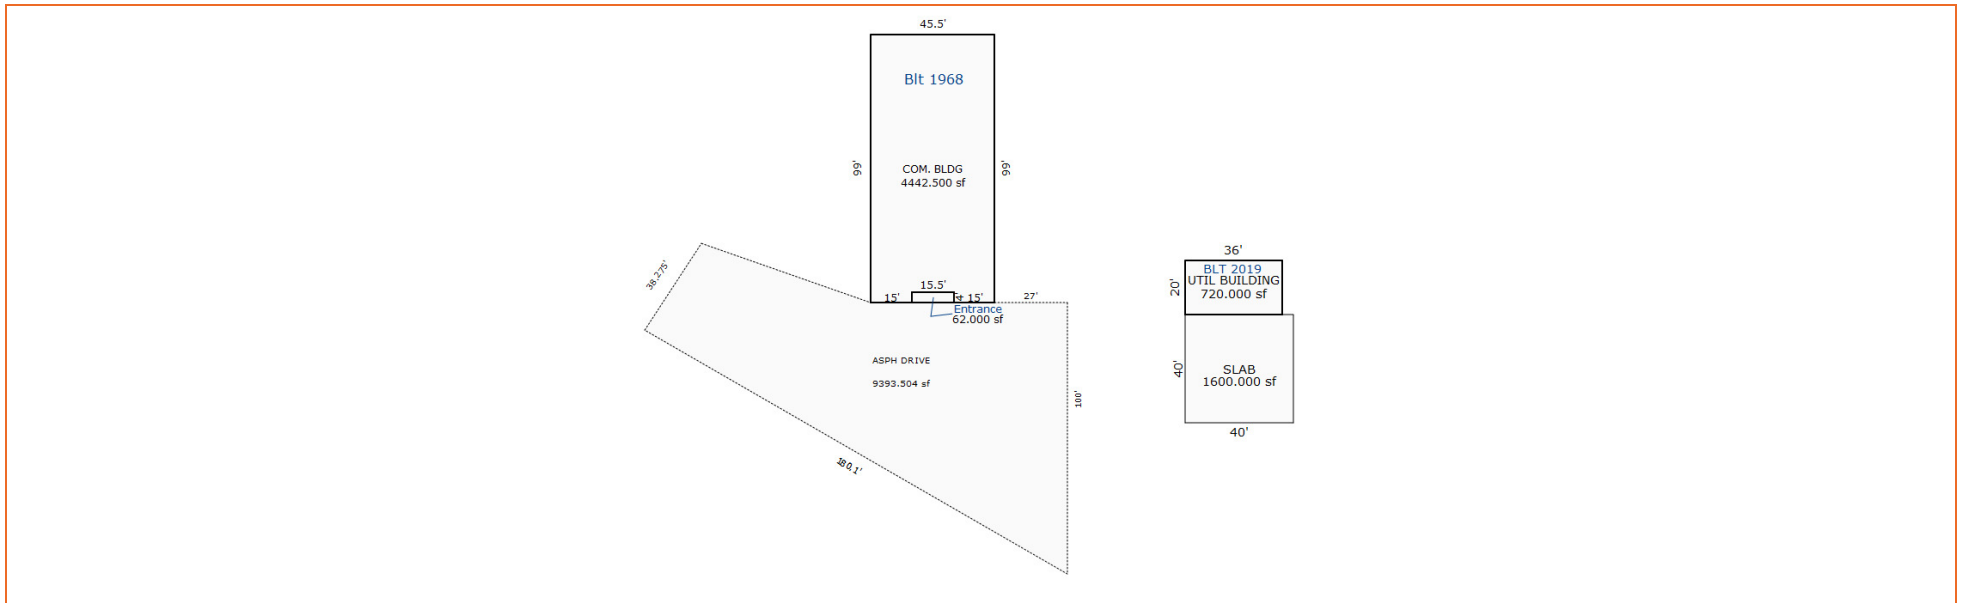 45.5'
Blt 1968
99'
99'
COM. BLDG
4442.500 sf
38.275'
15.5'
15'
4'
15'
27'
Entrance
62.000 sf
ASPH DRIVE
9393.504 sf
100'
180.1'
36'
BLT 2019
20'
UTIL BUILDING
720.000 sf
40'
SLAB
1600.000 sf
40'